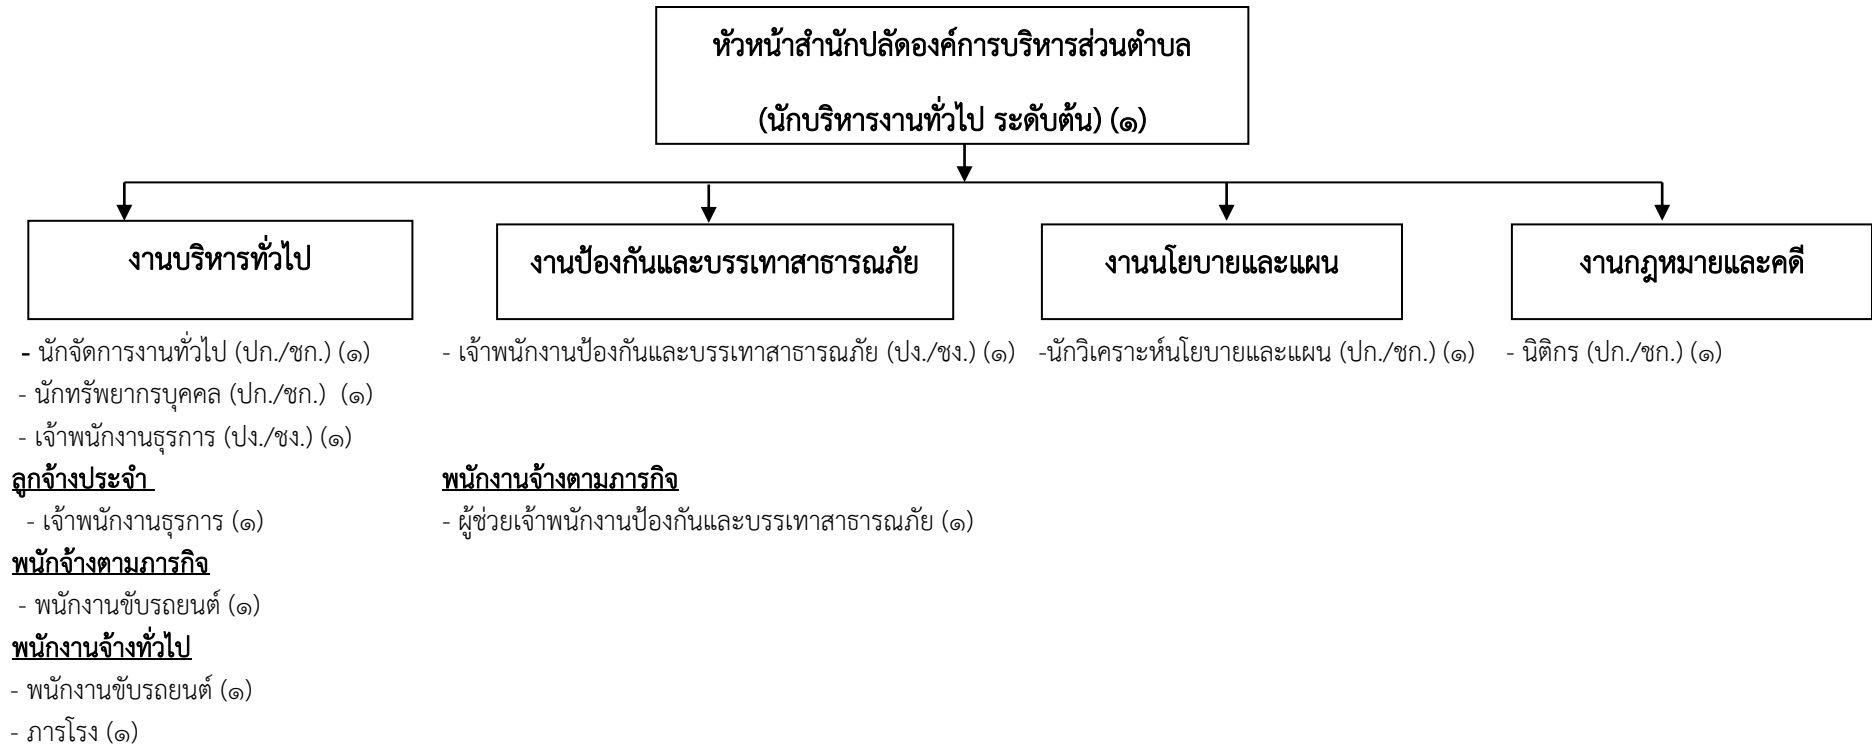 หัวหน้าสำนักปลัดองค์การบริหารส่วนตำบล
(นักบริหารงานทั่วไป ระดับต้น) (๑)
งานบริหารทั่วไป
งานป้องกันและบรรเทาสาธารณภัย
งานนโยบายและแผน
งานกฎหมายและคดี
- นักจัดการงานทั่วไป (ปก./ชก.) (๑)
- นักทรัพยากรบุคคล (ปก./ชก.) (๑)
- เจ้าพนักงานธุรการ (ปง./ชง.) (๑)
ลูกจ้างประจำ
- เจ้าพนักงานธุรการ (๑)
พนักจ้างตามภารกิจ
- พนักงานขับรถยนต์ (๑)
พนักงานจ้างทั่วไป
- พนักงานขับรถยนต์ (๑)
- ภารโรง (๑)
- เจ้าพนักงานป้องกันและบรรเทาสาธารณภัย (ปง./ชง.) (๑)
พนักงานจ้างตามภารกิจ
- ผู้ช่วยเจ้าพนักงานป้องกันและบรรเทาสาธารณภัย (๑)
-นักวิเคราะห์นโยบายและแผน (ปก./ชก.) (๑)
- นิติกร (ปก./ชก.) (๑)